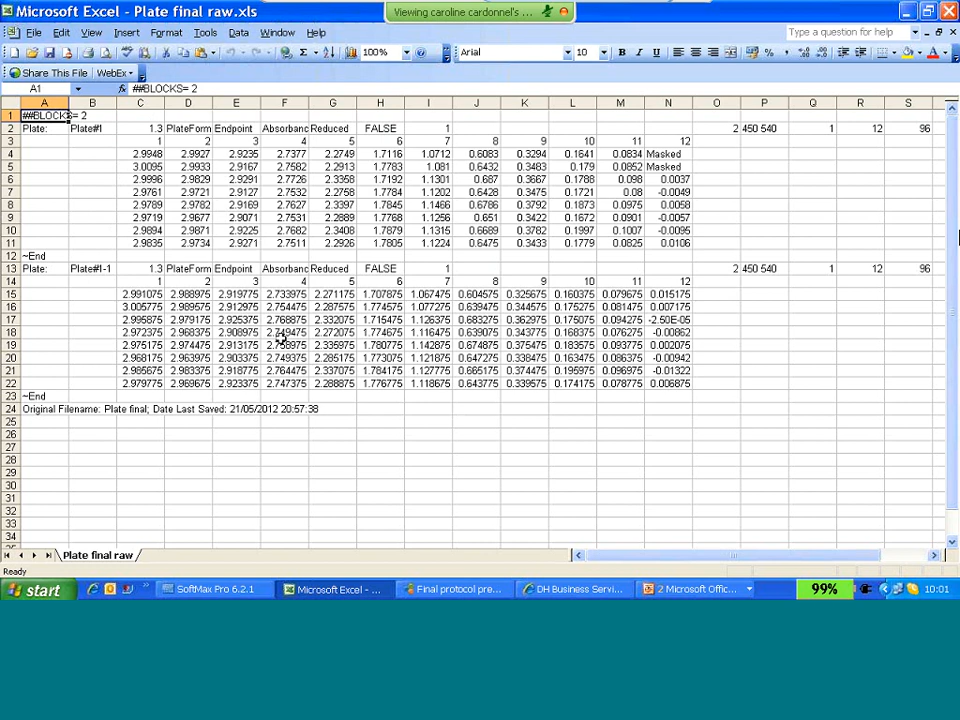 Microsoft Excel - Plate final raw.xls
Viewing caroline cardonnel's ...
File Edit View Insert Format Tools Data Window Help Type a question for help
100% Arial 10 B I U
Share This File WebEx
A1 fx ##BLOCKS= 2
A B C D E F G H I J K L M N O P Q R S
1 ##BLOCKS= 2
2 Plate: Plate#1 1.3 PlateForm Endpoint Absorbanc Reduced FALSE 1 2 450 540 1 12 96
3 1 2 3 4 5 6 7 8 9 10 11 12
4 2.9948 2.9927 2.9235 2.7377 2.2749 1.7116 1.0712 0.6083 0.3294 0.1641 0.0834 Masked
5 3.0095 2.9933 2.9167 2.7582 2.2913 1.7783 1.081 0.6432 0.3483 0.179 0.0852 Masked
6 2.9996 2.9829 2.9291 2.7726 2.3358 1.7192 1.1301 0.687 0.3667 0.1788 0.098 0.0037
7 2.9761 2.9721 2.9127 2.7532 2.2758 1.7784 1.1202 0.6428 0.3475 0.1721 0.08 -0.0049
8 2.9789 2.9782 2.9169 2.7627 2.3397 1.7845 1.1466 0.6786 0.3792 0.1873 0.0975 0.0058
9 2.9719 2.9677 2.9071 2.7531 2.2889 1.7768 1.1256 0.651 0.3422 0.1672 0.0901 -0.0057
10 2.9894 2.9871 2.9225 2.7682 2.3408 1.7879 1.1315 0.6689 0.3782 0.1997 0.1007 -0.0095
11 2.9835 2.9734 2.9271 2.7511 2.2926 1.7805 1.1224 0.6475 0.3433 0.1779 0.0825 0.0106
12 ~End
13 Plate: Plate#1-1 1.3 PlateForm Endpoint Absorbanc Reduced FALSE 1 2 450 540 1 12 96
14 1 2 3 4 5 6 7 8 9 10 11 12
15 2.991075 2.988975 2.919775 2.733975 2.271175 1.707875 1.067475 0.604575 0.325675 0.160375 0.079675 0.015175
16 3.005775 2.989575 2.912975 2.754475 2.287575 1.774575 1.077275 0.639475 0.344575 0.175275 0.081475 0.007175
17 2.995875 2.979175 2.925375 2.768875 2.332075 1.715475 1.126375 0.683275 0.362975 0.175075 0.094275 -2.50E-05
18 2.972375 2.968375 2.908975 2.749475 2.272075 1.774675 1.116475 0.639075 0.343775 0.168375 0.076275 -0.00862
19 2.975175 2.974475 2.913175 2.758975 2.335975 1.780775 1.142875 0.674875 0.375475 0.183575 0.093775 0.002075
20 2.968175 2.963975 2.903375 2.749375 2.285175 1.773075 1.121875 0.647275 0.338475 0.163475 0.086375 -0.00942
21 2.985675 2.983375 2.918775 2.764475 2.337075 1.784175 1.127775 0.665175 0.374475 0.195975 0.096975 -0.01322
22 2.979775 2.969675 2.923375 2.747375 2.288875 1.776775 1.118675 0.643775 0.339575 0.174175 0.078775 0.006875
23 ~End
24 Original Filename: Plate final; Date Last Saved: 21/05/2012 20:57:38
25
26
27
28
29
30
31
32
33
34
Plate final raw
Ready
start SoftMax Pro 6.2.1 Microsoft Excel - ... Final protocol pre... DH Business Servi... 2 Microsoft Offic... 99% 10:01